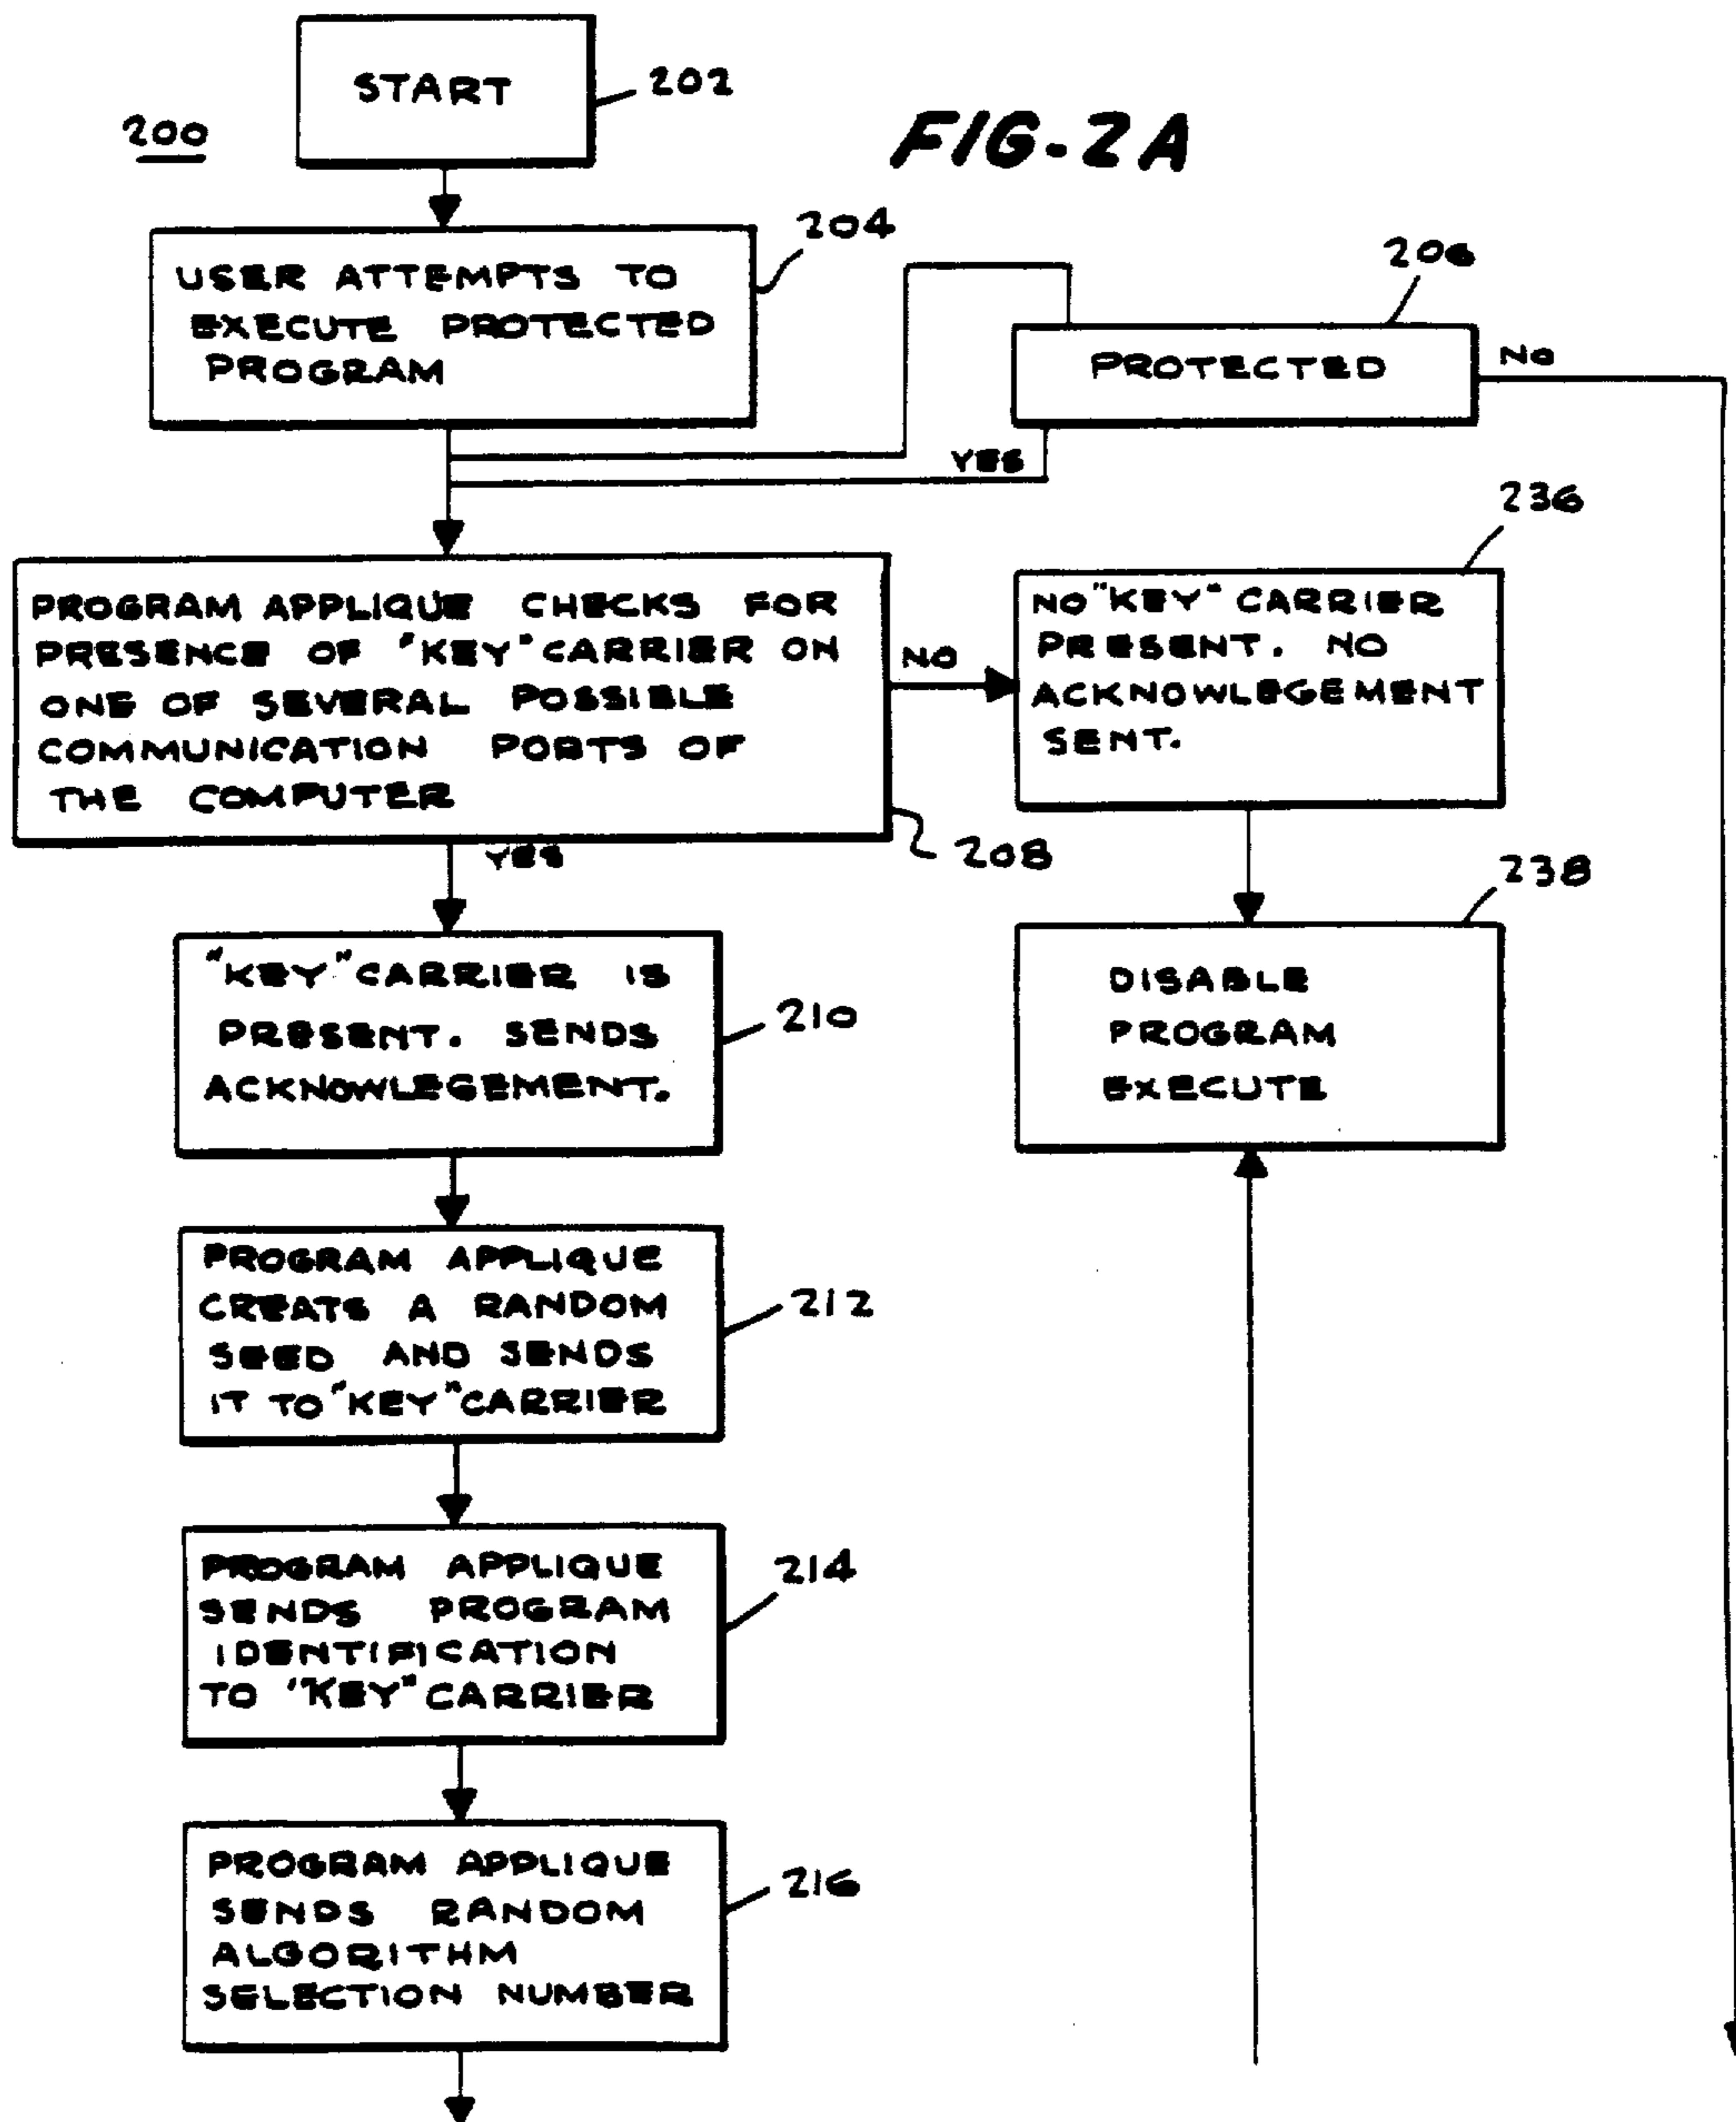 START
202
200
FIG-2A
204
USER ATTEMPTS TO
EXECUTE PROTECTED
PROGRAM
206
PROTECTED
NO
YES
236
PROGRAM APPLIQUE CHECKS FOR
PRESENCE OF "KEY" CARRIER ON
ONE OF SEVERAL POSSIBLE
COMMUNICATION PORTS OF
THE COMPUTER
NO
NO "KEY" CARRIER
PRESENT. NO
ACKNOWLEGEMENT
SENT.
208
YES
238
"KEY" CARRIER IS
PRESENT. SENDS
ACKNOWLEGEMENT.
210
DISABLE
PROGRAM
EXECUTE
PROGRAM APPLIQUE
CREATS A RANDOM
SEED AND SENDS
IT TO "KEY" CARRIER
212
PROGRAM APPLIQUE
SENDS PROGRAM
IDENTIFICATION
TO "KEY" CARRIER
214
PROGRAM APPLIQUE
SENDS RANDOM
ALGORITHM
SELECTION NUMBER
216